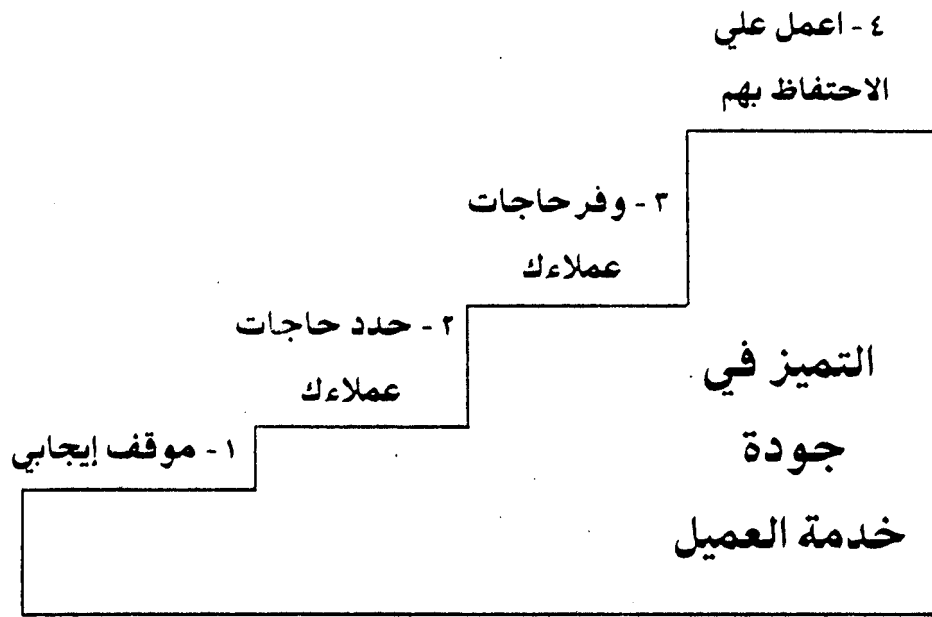 ٤ - اعمل علي
الاحتفاظ بهم
٣ - وفر حاجات
عملاءك
٢ - حدد حاجات
عملاءك
١ - موقف إيجابي
التميز في
جودة
خدمة العميل